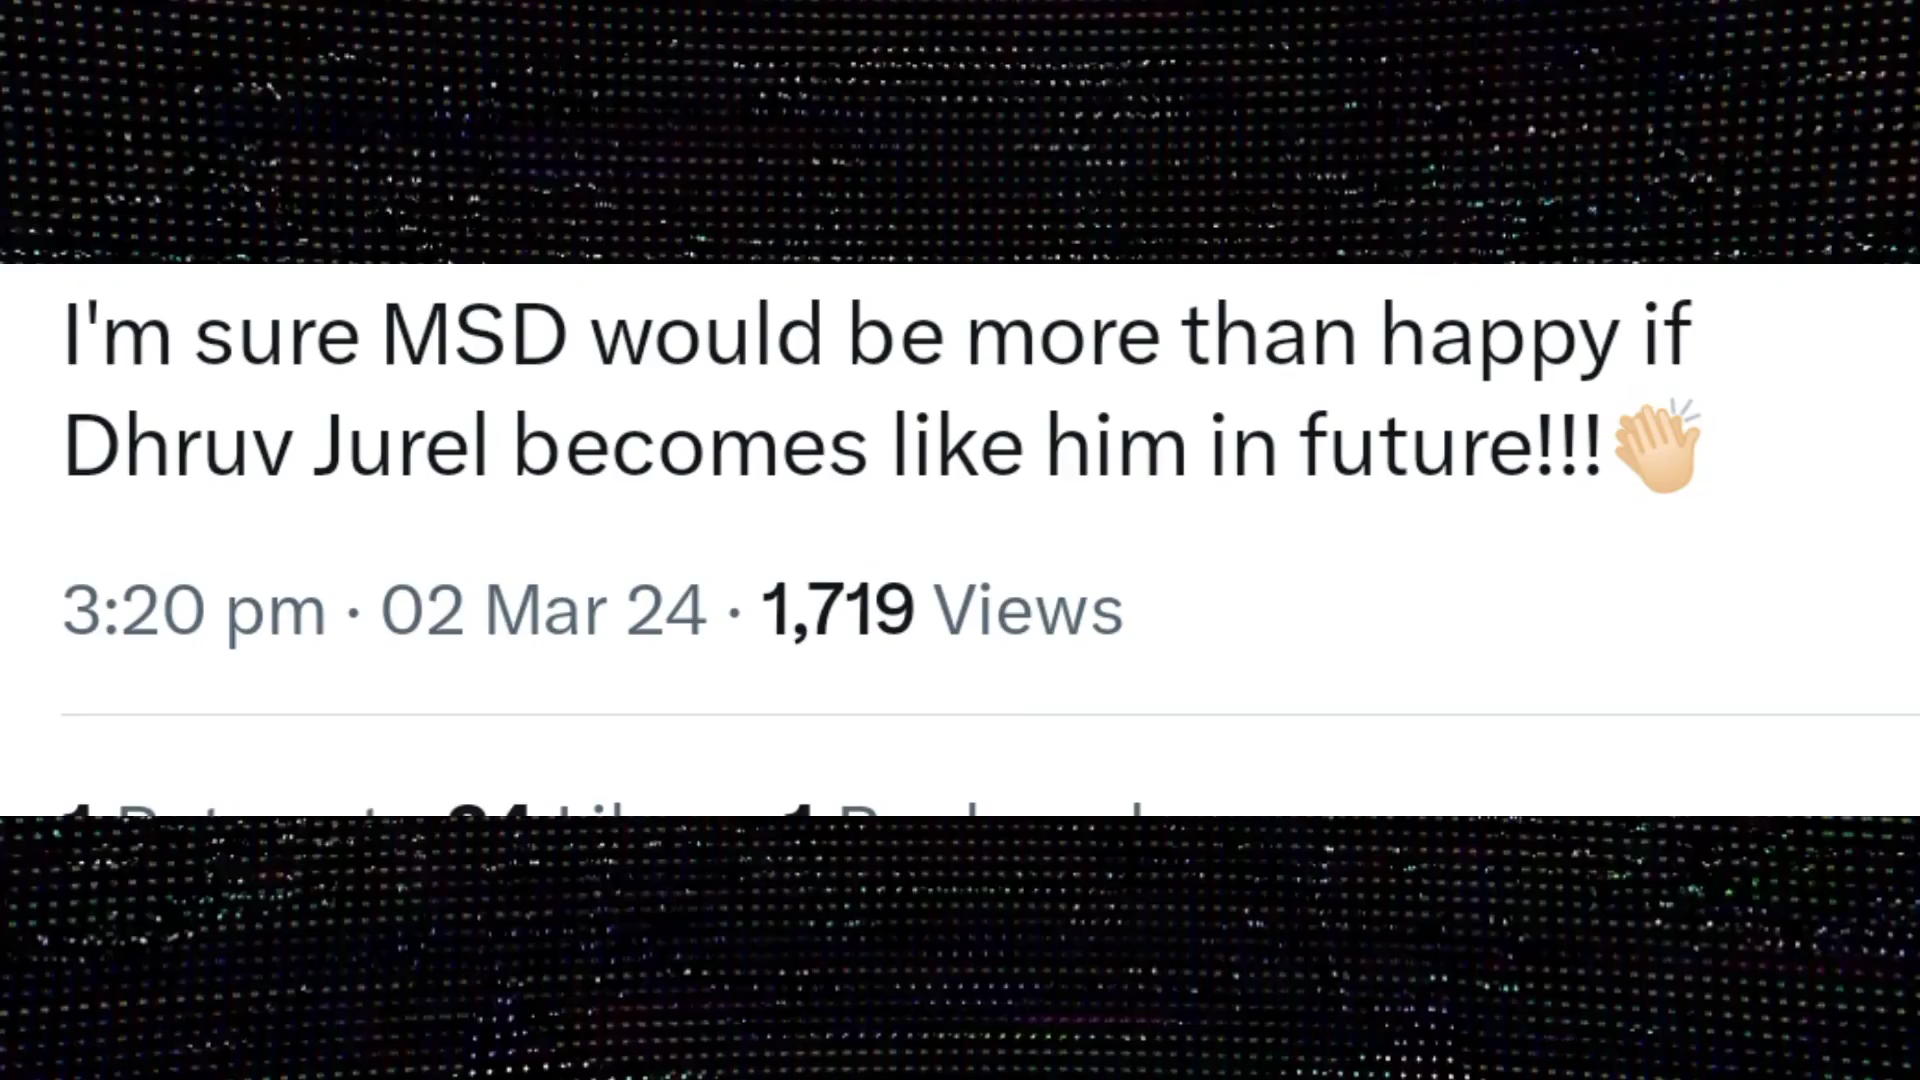 I'm sure MSD would be more than happy if
Dhruv Jurel becomes like him in future!!!👏🏻
3:20 pm · 02 Mar 24 · 1,719 Views